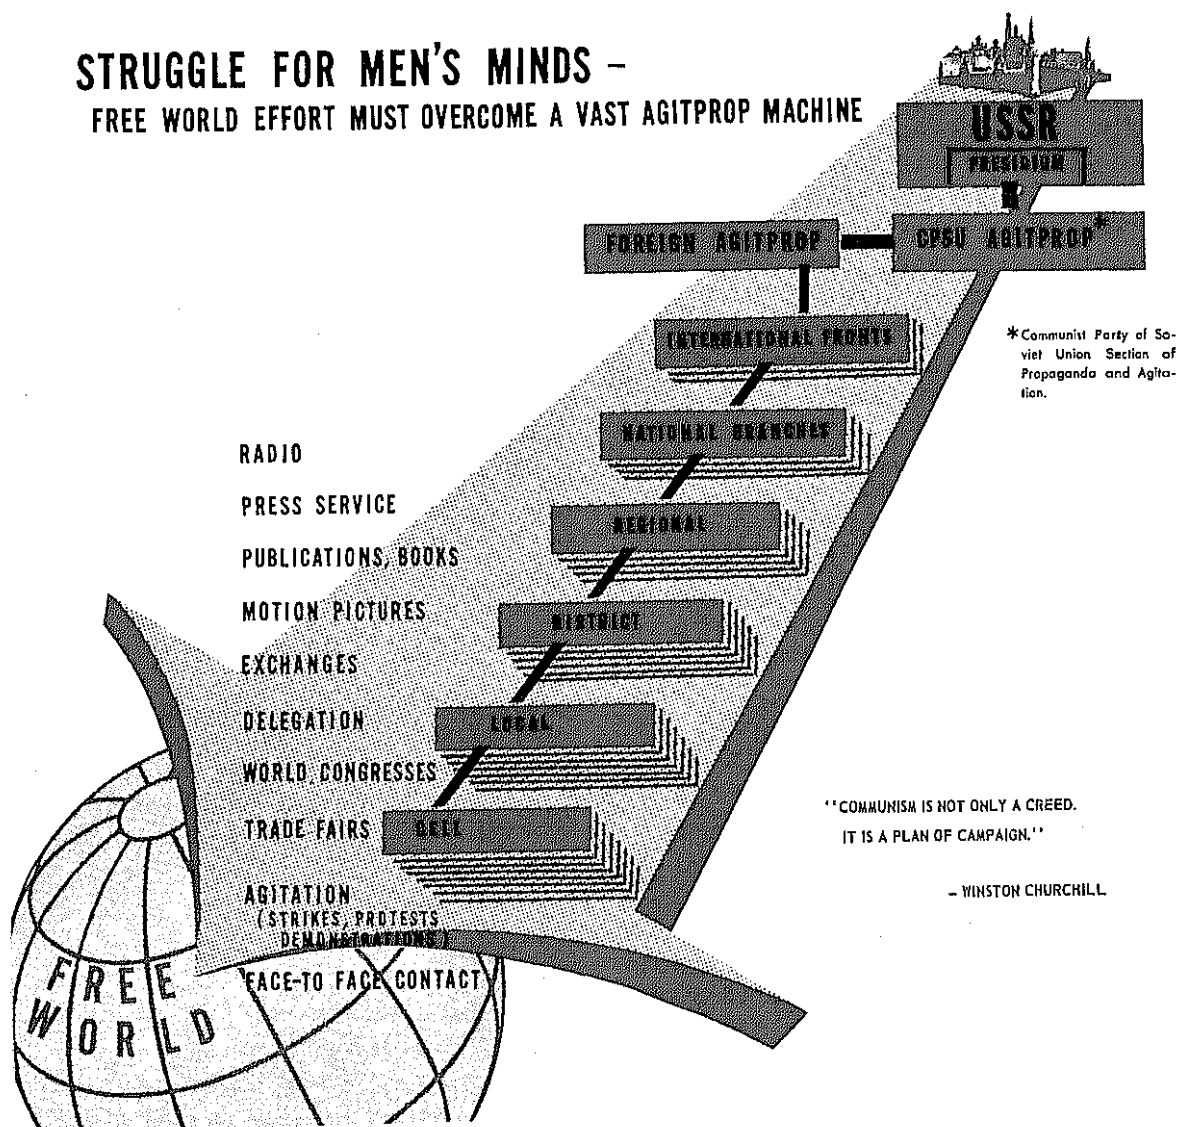 STRUGGLE FOR MEN'S MINDS –
FREE WORLD EFFORT MUST OVERCOME A VAST AGITPROP MACHINE
USSR
PRESIDIUM
FOREIGN AGITPROP
CPSU AGITPROP*
INTERNATIONAL FRONTS
*Communist Party of So-
viet Union Section of
Propaganda and Agita-
tion.
NATIONAL BRANCHES
RADIO
PRESS SERVICE
REGIONAL
PUBLICATIONS, BOOKS
MOTION PICTURES
DISTRICT
EXCHANGES
DELEGATION
LOCAL
WORLD CONGRESSES
TRADE FAIRS
CELL
AGITATION
(STRIKES, PROTESTS
DEMONSTRATIONS)
FACE-TO FACE CONTACT
FREE
WORLD
''COMMUNISM IS NOT ONLY A CREED.
IT IS A PLAN OF CAMPAIGN.''
– WINSTON CHURCHILL